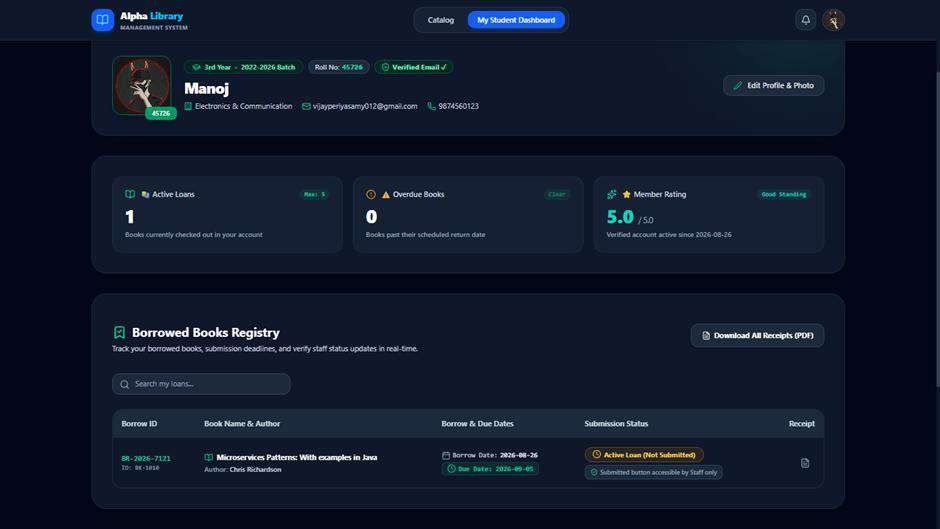 Alpha Library
MANAGEMENT SYSTEM
Catalog
My Student Dashboard
3rd Year • 2022-2026 Batch
Roll No: 45726
Verified Email ✓
Manoj
45726
Electronics & Communication
vijayperiyasamy012@gmail.com
9874560123
Edit Profile & Photo
Active Loans
Max: 5
1
Books currently checked out in your account
Overdue Books
Clear
0
Books past their scheduled return date
Member Rating
Good Standing
5.0 / 5.0
Verified account active since 2026-08-26
Borrowed Books Registry
Track your borrowed books, submission deadlines, and verify staff status updates in real-time.
Download All Receipts (PDF)
Search my loans...
Borrow ID
Book Name & Author
Borrow & Due Dates
Submission Status
Receipt
BR-2026-7121
ID: BK-1010
Microservices Patterns: With examples in Java
Author: Chris Richardson
Borrow Date: 2026-08-26
Due Date: 2026-09-05
Active Loan (Not Submitted)
Submitted button accessible by Staff only